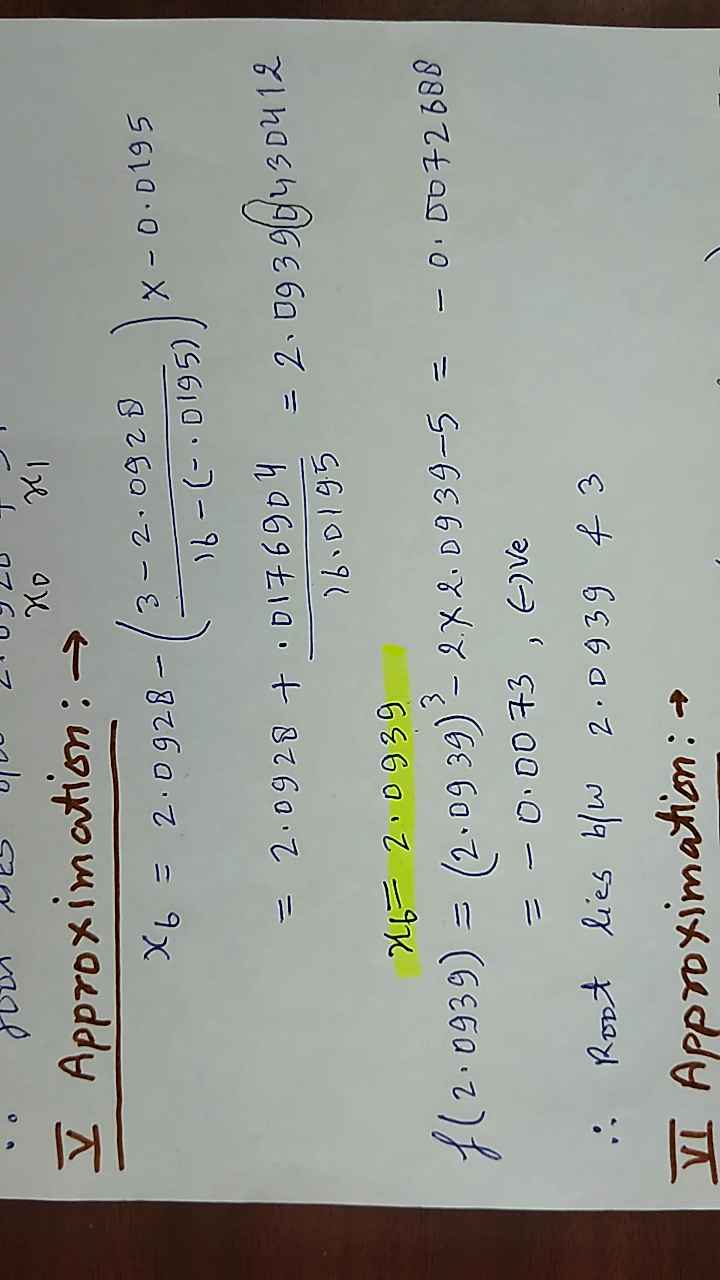 x₀ x₁
V Approximation :→
x₆ = 2.0928 - ( (3 - 2.0928) / (16 - (-.0195)) ) x - 0.0195
= 2.0928 + .0176904 / 16.0195 = 2.0939 0430412
x₆ = 2.0939
f(2.0939) = (2.0939)³ - 2 x 2.0939 - 5 = - 0.0072688
= - 0.0073, (-)ve
∴ Root lies b/w 2.0939 & 3
VI Approximation :→